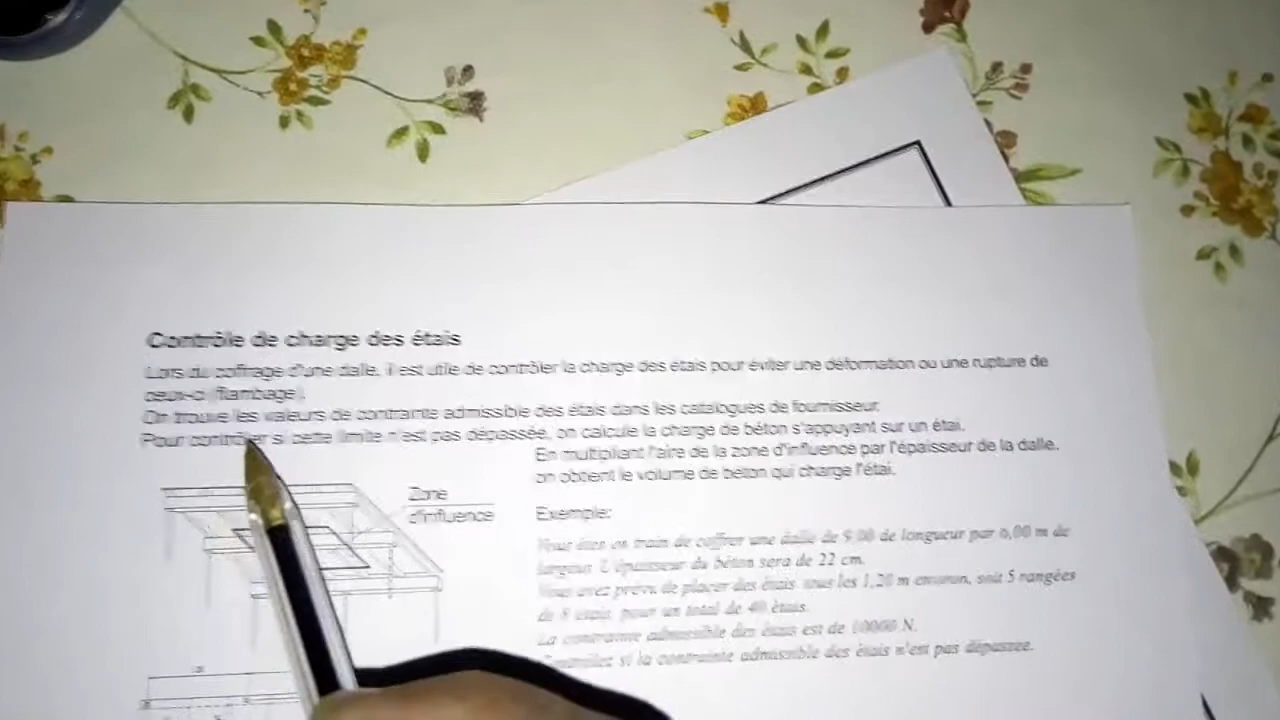 Contrôle de charge des étais
Lors du coffrage d'une dalle, il est utile de contrôler la charge des étais pour éviter une déformation ou une rupture de
ceux-ci (flambage).
On trouve les valeurs de contrainte admissible des étais dans les catalogues de fournisseur.
Pour contrôler si cette limite n'est pas dépassée, on calcule la charge de béton s'appuyant sur un étai.
En multipliant l'aire de la zone d'influence par l'épaisseur de la dalle,
on obtient le volume de béton qui charge l'étai.
Zone
d'influence
Exemple:
Vous êtes en train de coffrer une dalle de 9.00 de longueur par 6,00 m de
largeur. L'épaisseur du béton sera de 22 cm.
Vous avez prévu de placer des étais tous les 1,20 m environ, soit 5 rangées
de 8 étais, pour un total de 40 étais.
La contrainte admissible des étais est de 10000 N.
Contrôlez si la contrainte admissible des étais n'est pas dépassée.